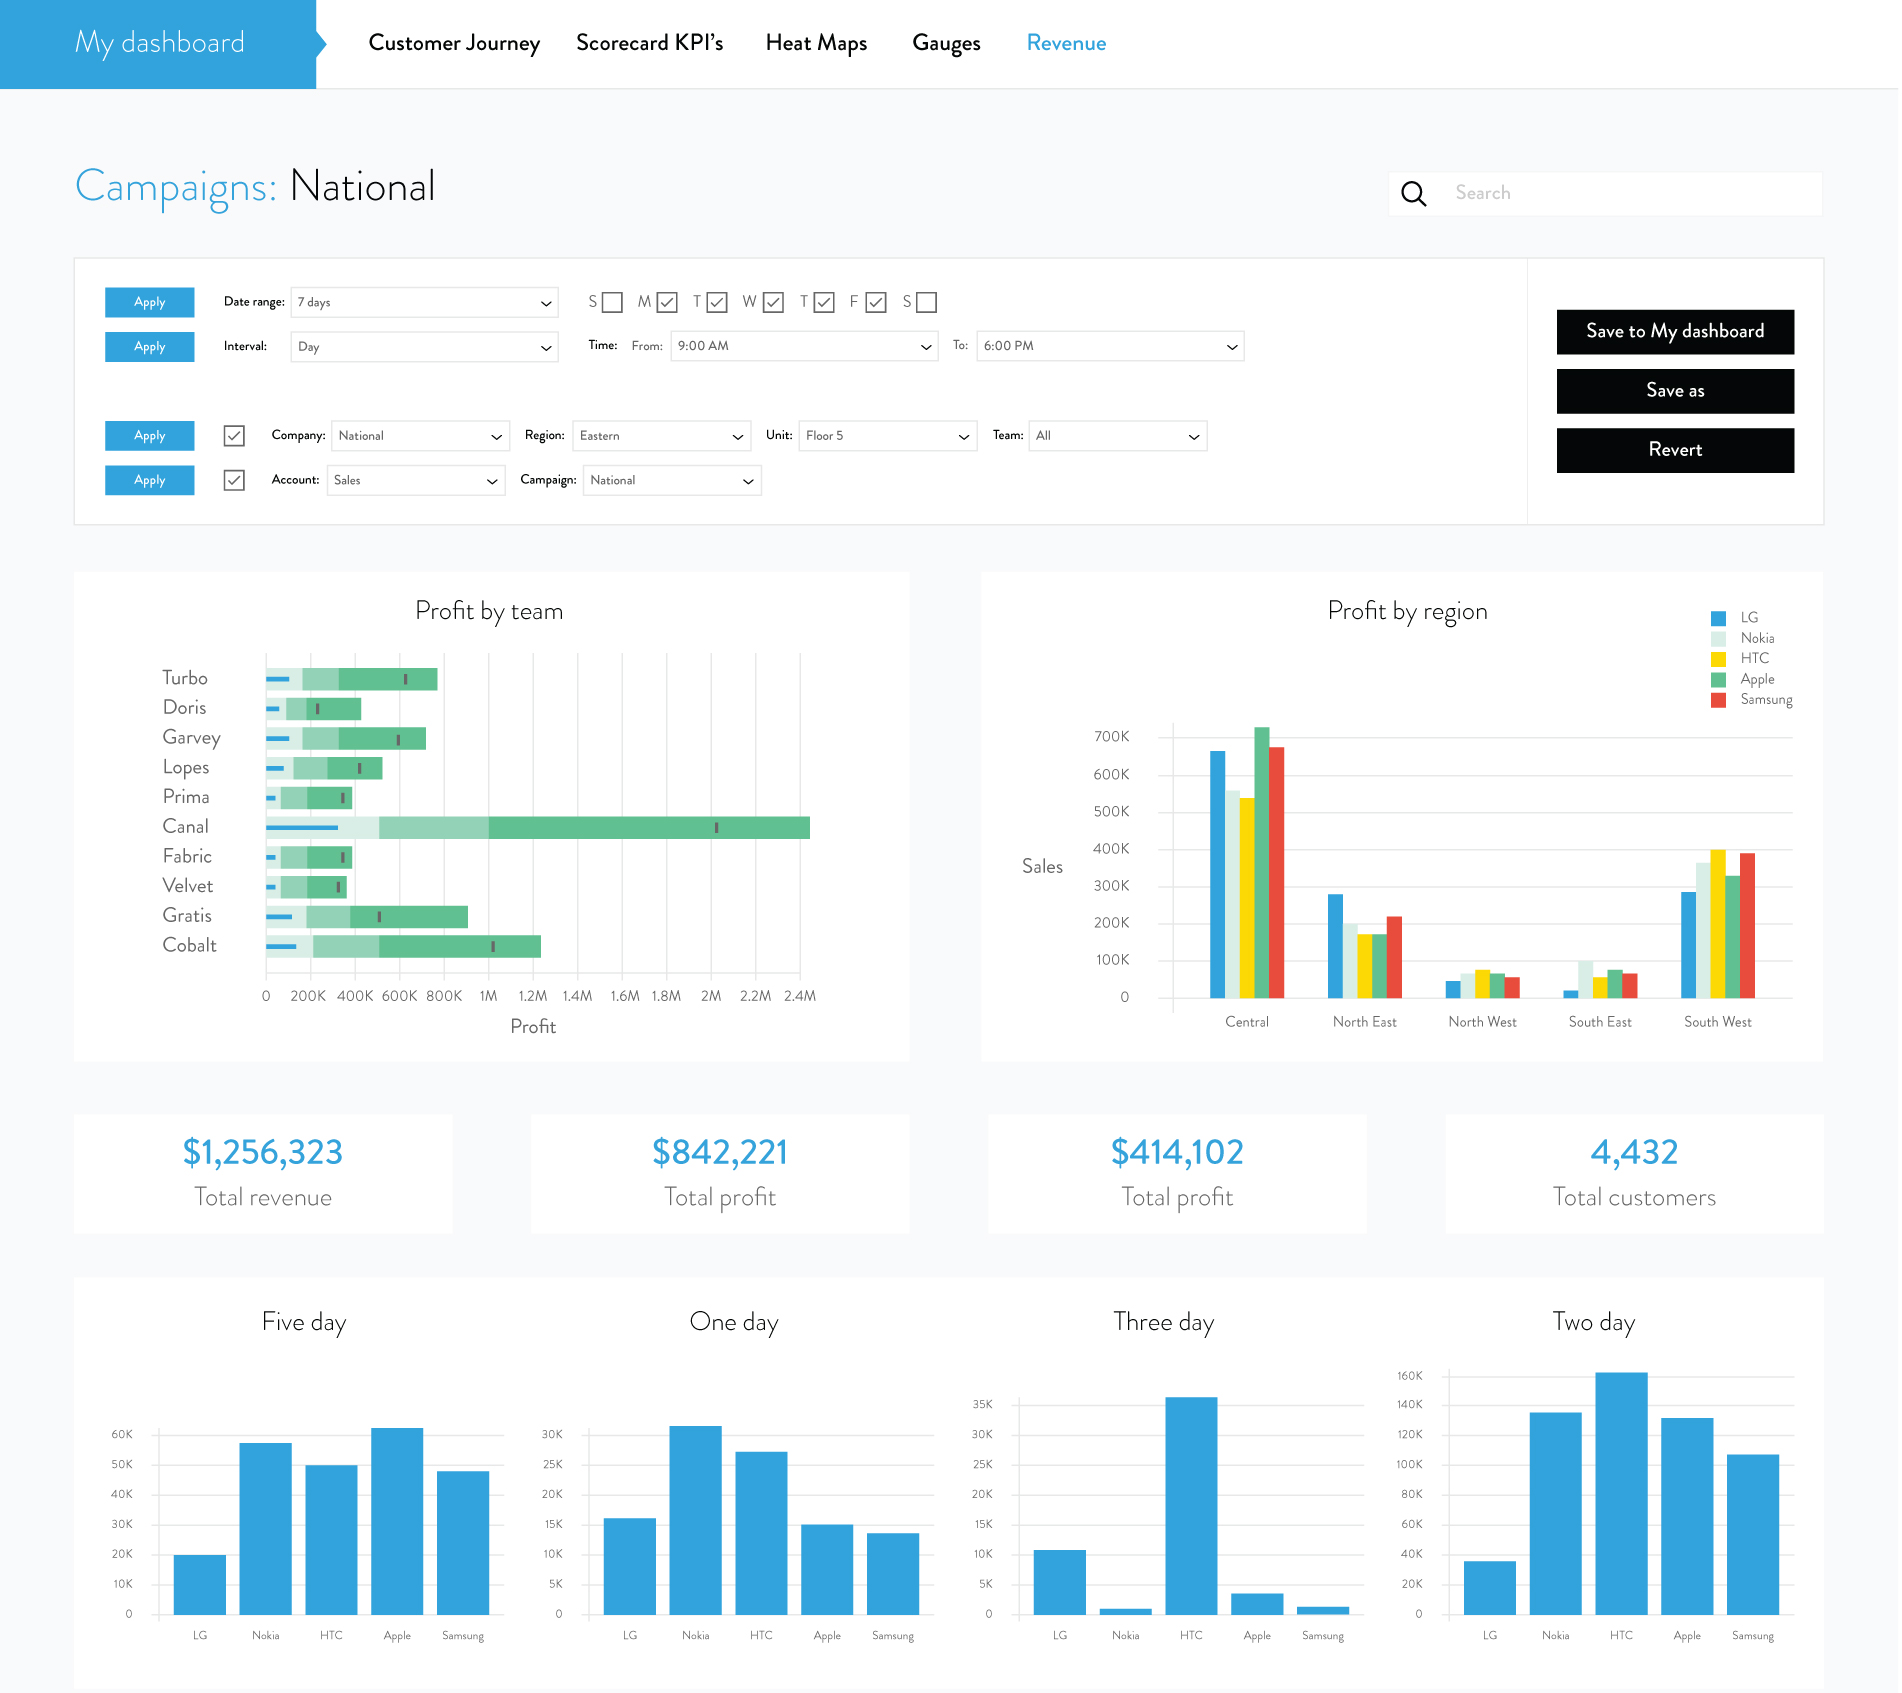 My dashboard Customer Journey Scorecard KPI's Heat Maps Gauges Revenue
Campaigns: National
Search
Apply Date range: 7 days S M T W T F S
Apply Interval: Day Time: From: 9:00 AM To: 6:00 PM
Apply Company: National Region: Eastern Unit: Floor 5 Team: All
Apply Account: Sales Campaign: National
Save to My dashboard
Save as
Revert
Profit by team
Turbo
Doris
Garvey
Lopes
Prima
Canal
Fabric
Velvet
Gratis
Cobalt
0 200K 400K 600K 800K 1M 1.2M 1.4M 1.6M 1.8M 2M 2.2M 2.4M
Profit
Profit by region
LG
Nokia
HTC
Apple
Samsung
Sales
700K
600K
500K
400K
300K
200K
100K
0
Central North East North West South East South West
$1,256,323
Total revenue
$842,221
Total profit
$414,102
Total profit
4,432
Total customers
Five day
60K
50K
40K
30K
20K
10K
0
LG Nokia HTC Apple Samsung
One day
30K
25K
20K
15K
10K
5K
0
LG Nokia HTC Apple Samsung
Three day
35K
30K
25K
20K
15K
10K
5K
0
LG Nokia HTC Apple Samsung
Two day
160K
140K
120K
100K
80K
60K
40K
20K
0
LG Nokia HTC Apple Samsung